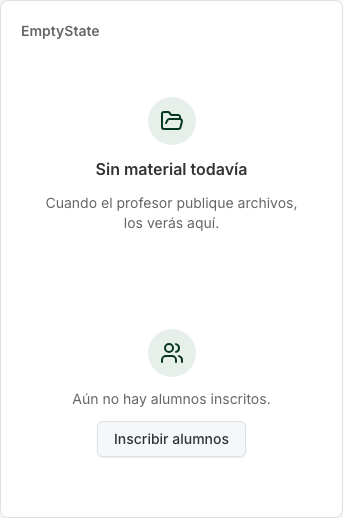 EmptyState
Sin material todavía
Cuando el profesor publique archivos,
los verás aquí.
Aún no hay alumnos inscritos.
Inscribir alumnos